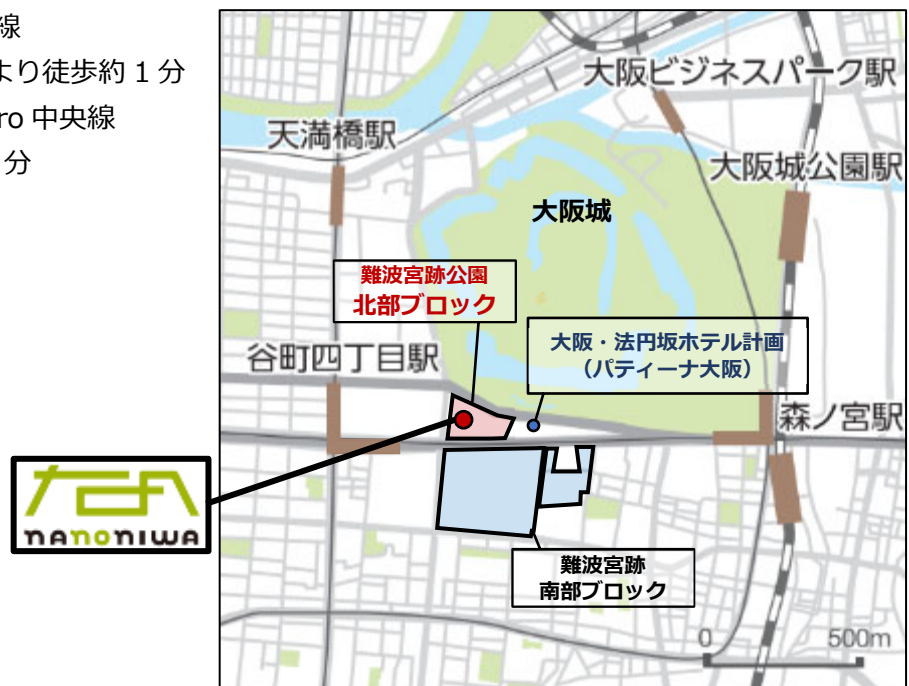 線
より徒歩約 1 分
ro 中央線
分
大阪ビジネスパーク駅
天満橋駅
大阪城公園駅
大阪城
難波宮跡公園
北部ブロック
大阪・法円坂ホテル計画
（パティーナ大阪）
谷町四丁目駅
森ノ宮駅
nanoniwa
難波宮跡
南部ブロック
0
500m